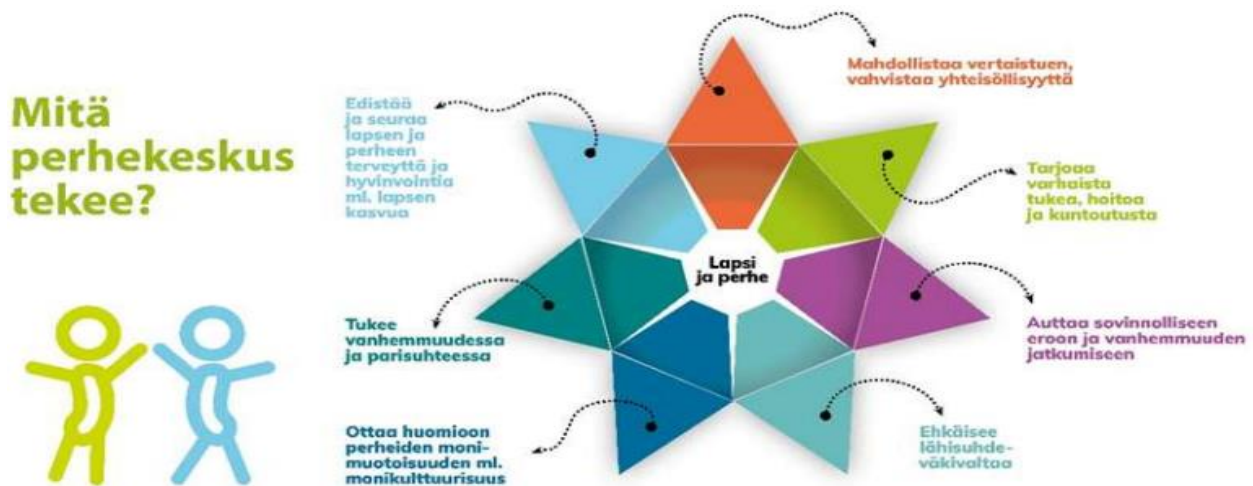 Mitä
perhekeskus
tekee?
Mahdollistaa vertaistuen,
vahvistaa yhteisöllisyyttä
Tarjoaa
varhaista
tukea, hoitoa
ja kuntoutusta
Auttaa sovinnolliseen
eroon ja vanhemmuuden
jatkumiseen
Ehkäisee
lähisuhde-
väkivaltaa
Ottaa huomioon
perheiden moni-
muotoisuuden ml.
monikulttuurisuus
Tukee
vanhemmuudessa
ja parisuhteessa
Edistää
ja seuraa
lapsen ja
perheen
terveyttä ja
hyvinvointia
ml. lapsen
kasvua
Lapsi
ja perhe